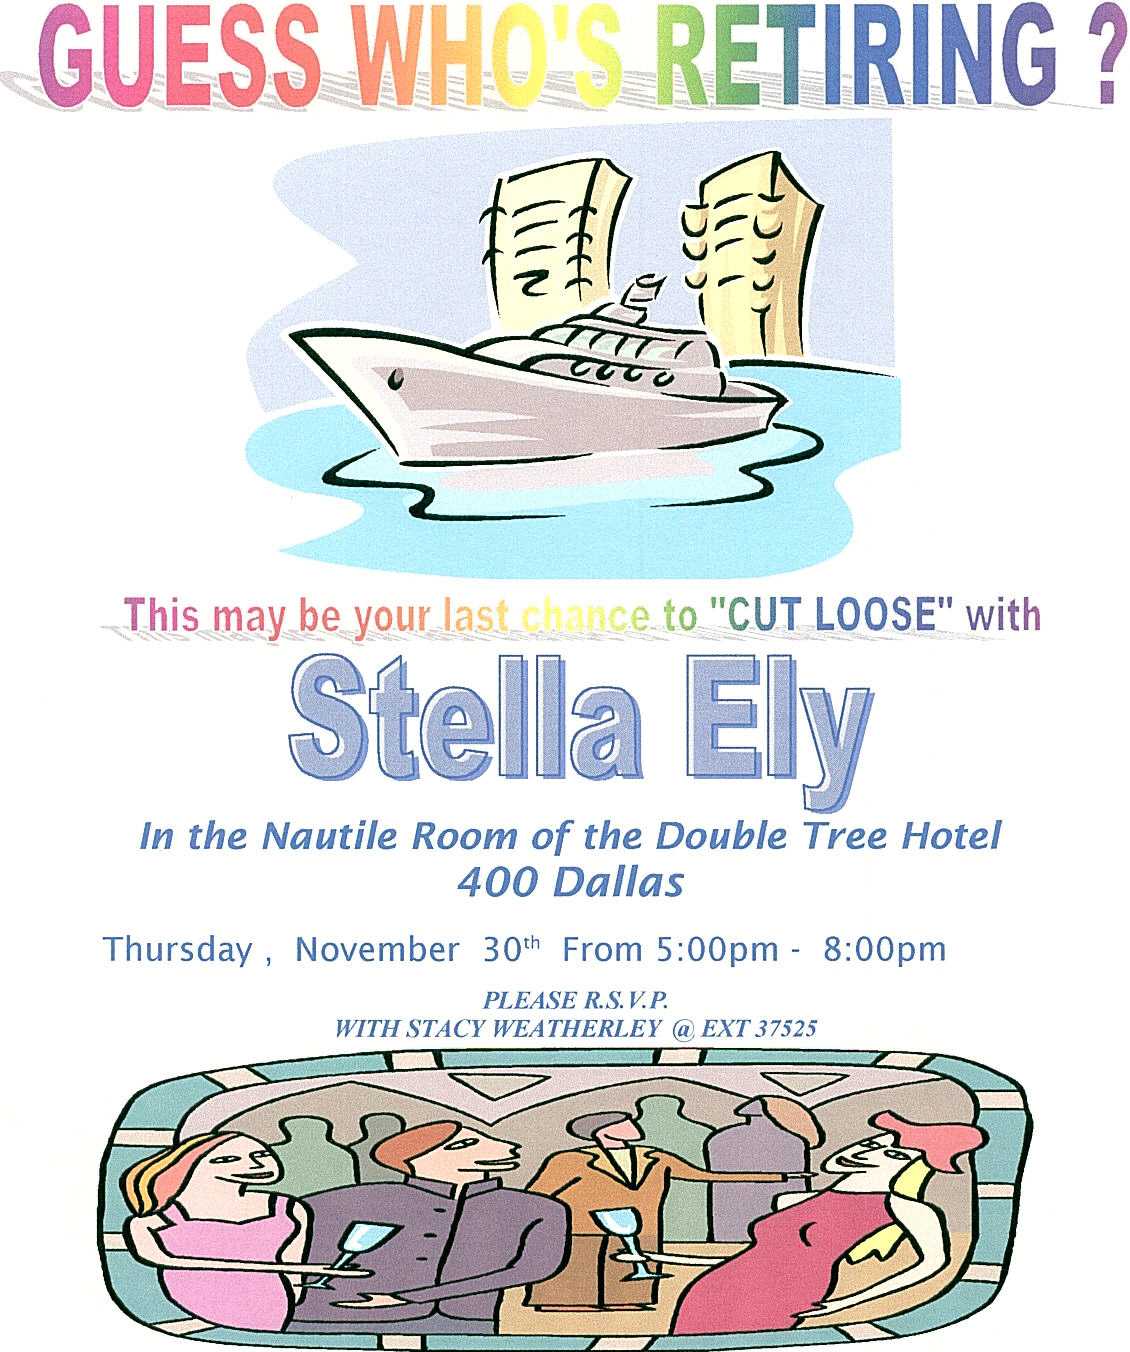 GUESS WHO'S RETIRING ?
This may be your last chance to "CUT LOOSE" with
Stella Ely
In the Nautile Room of the Double Tree Hotel
400 Dallas
Thursday , November 30th From 5:00pm - 8:00pm
PLEASE R.S.V.P.
WITH STACY WEATHERLEY @ EXT 37525